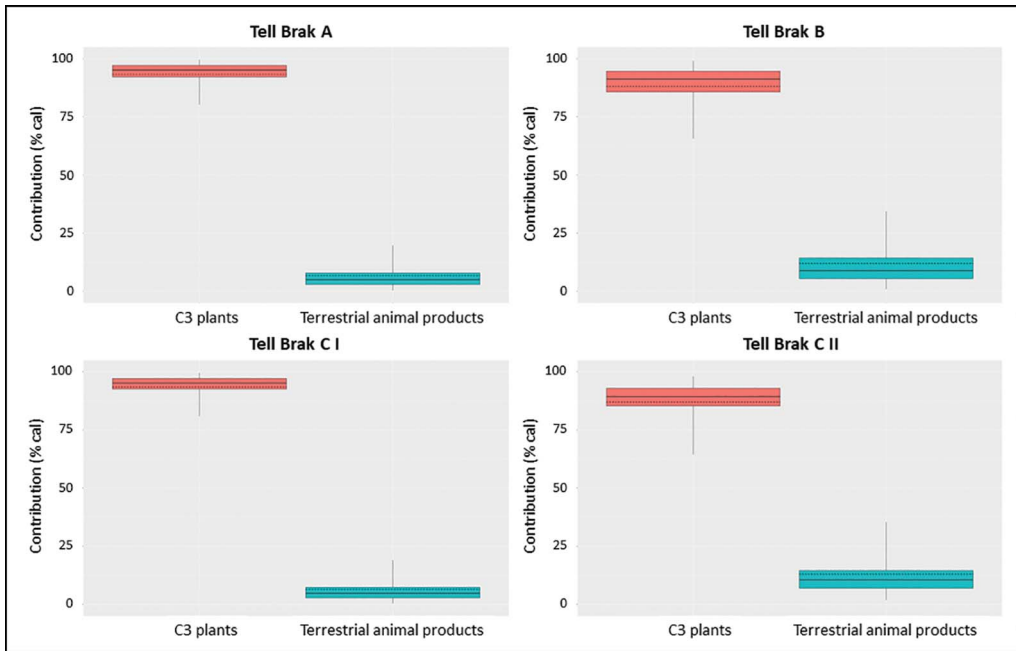 Tell Brak A
Contribution (% cal)
100
75
50
25
0
C3 plants
Terrestrial animal products
Tell Brak B
Contribution (% cal)
100
75
50
25
0
C3 plants
Terrestrial animal products
Tell Brak C I
Contribution (% cal)
100
75
50
25
0
C3 plants
Terrestrial animal products
Tell Brak C II
Contribution (% cal)
100
75
50
25
0
C3 plants
Terrestrial animal products